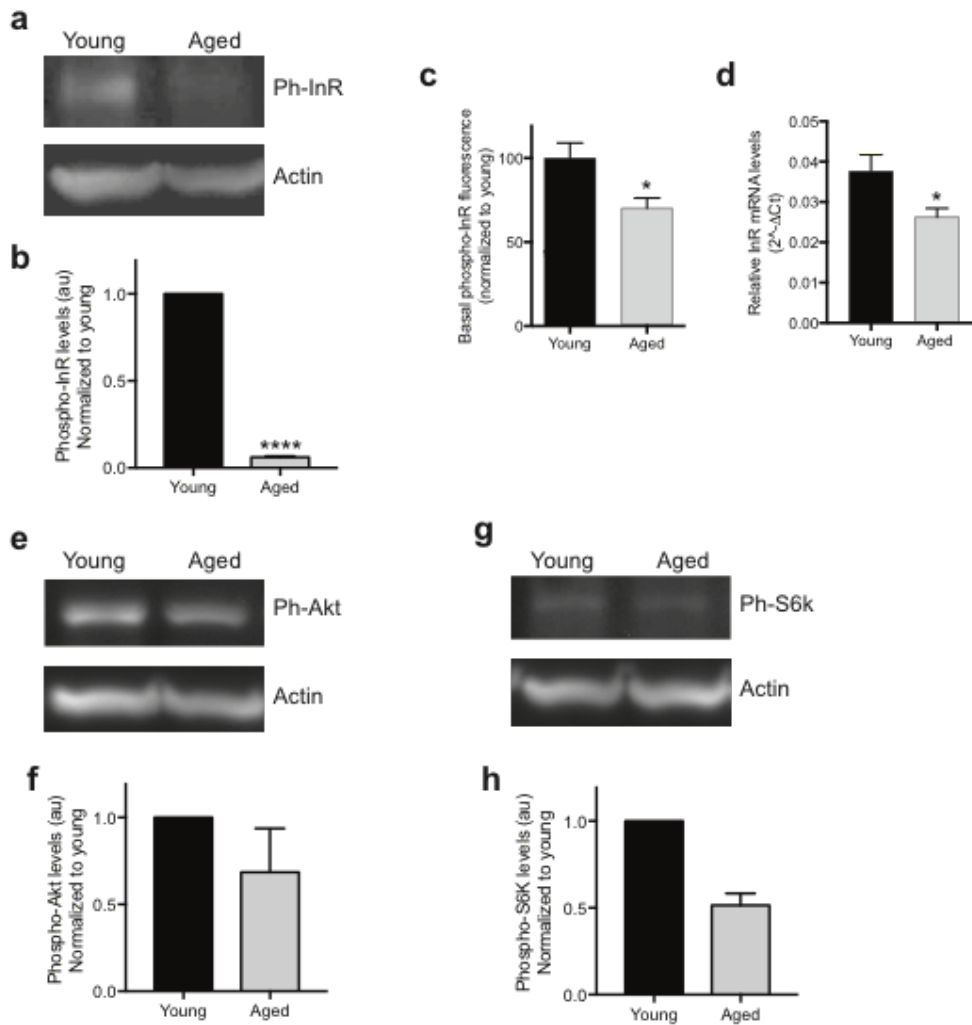 a
Young Aged
Ph-InR
Actin
b
Phospho-InR levels (au)
Normalized to young
1.0
0.5
0.0
****
Young Aged
c
Basal phospho-InR fluorescence
(normalized to young)
100
50
0
*
Young Aged
d
Relative InR mRNA levels
(2^-ΔCt)
0.05
0.04
0.03
0.02
0.01
0.00
*
Young Aged
e
Young Aged
Ph-Akt
Actin
f
Phospho-Akt levels (au)
Normalized to young
1.0
0.5
0.0
Young Aged
g
Young Aged
Ph-S6k
Actin
h
Phospho-S6K levels (au)
Normalized to young
1.0
0.5
0.0
Young Aged